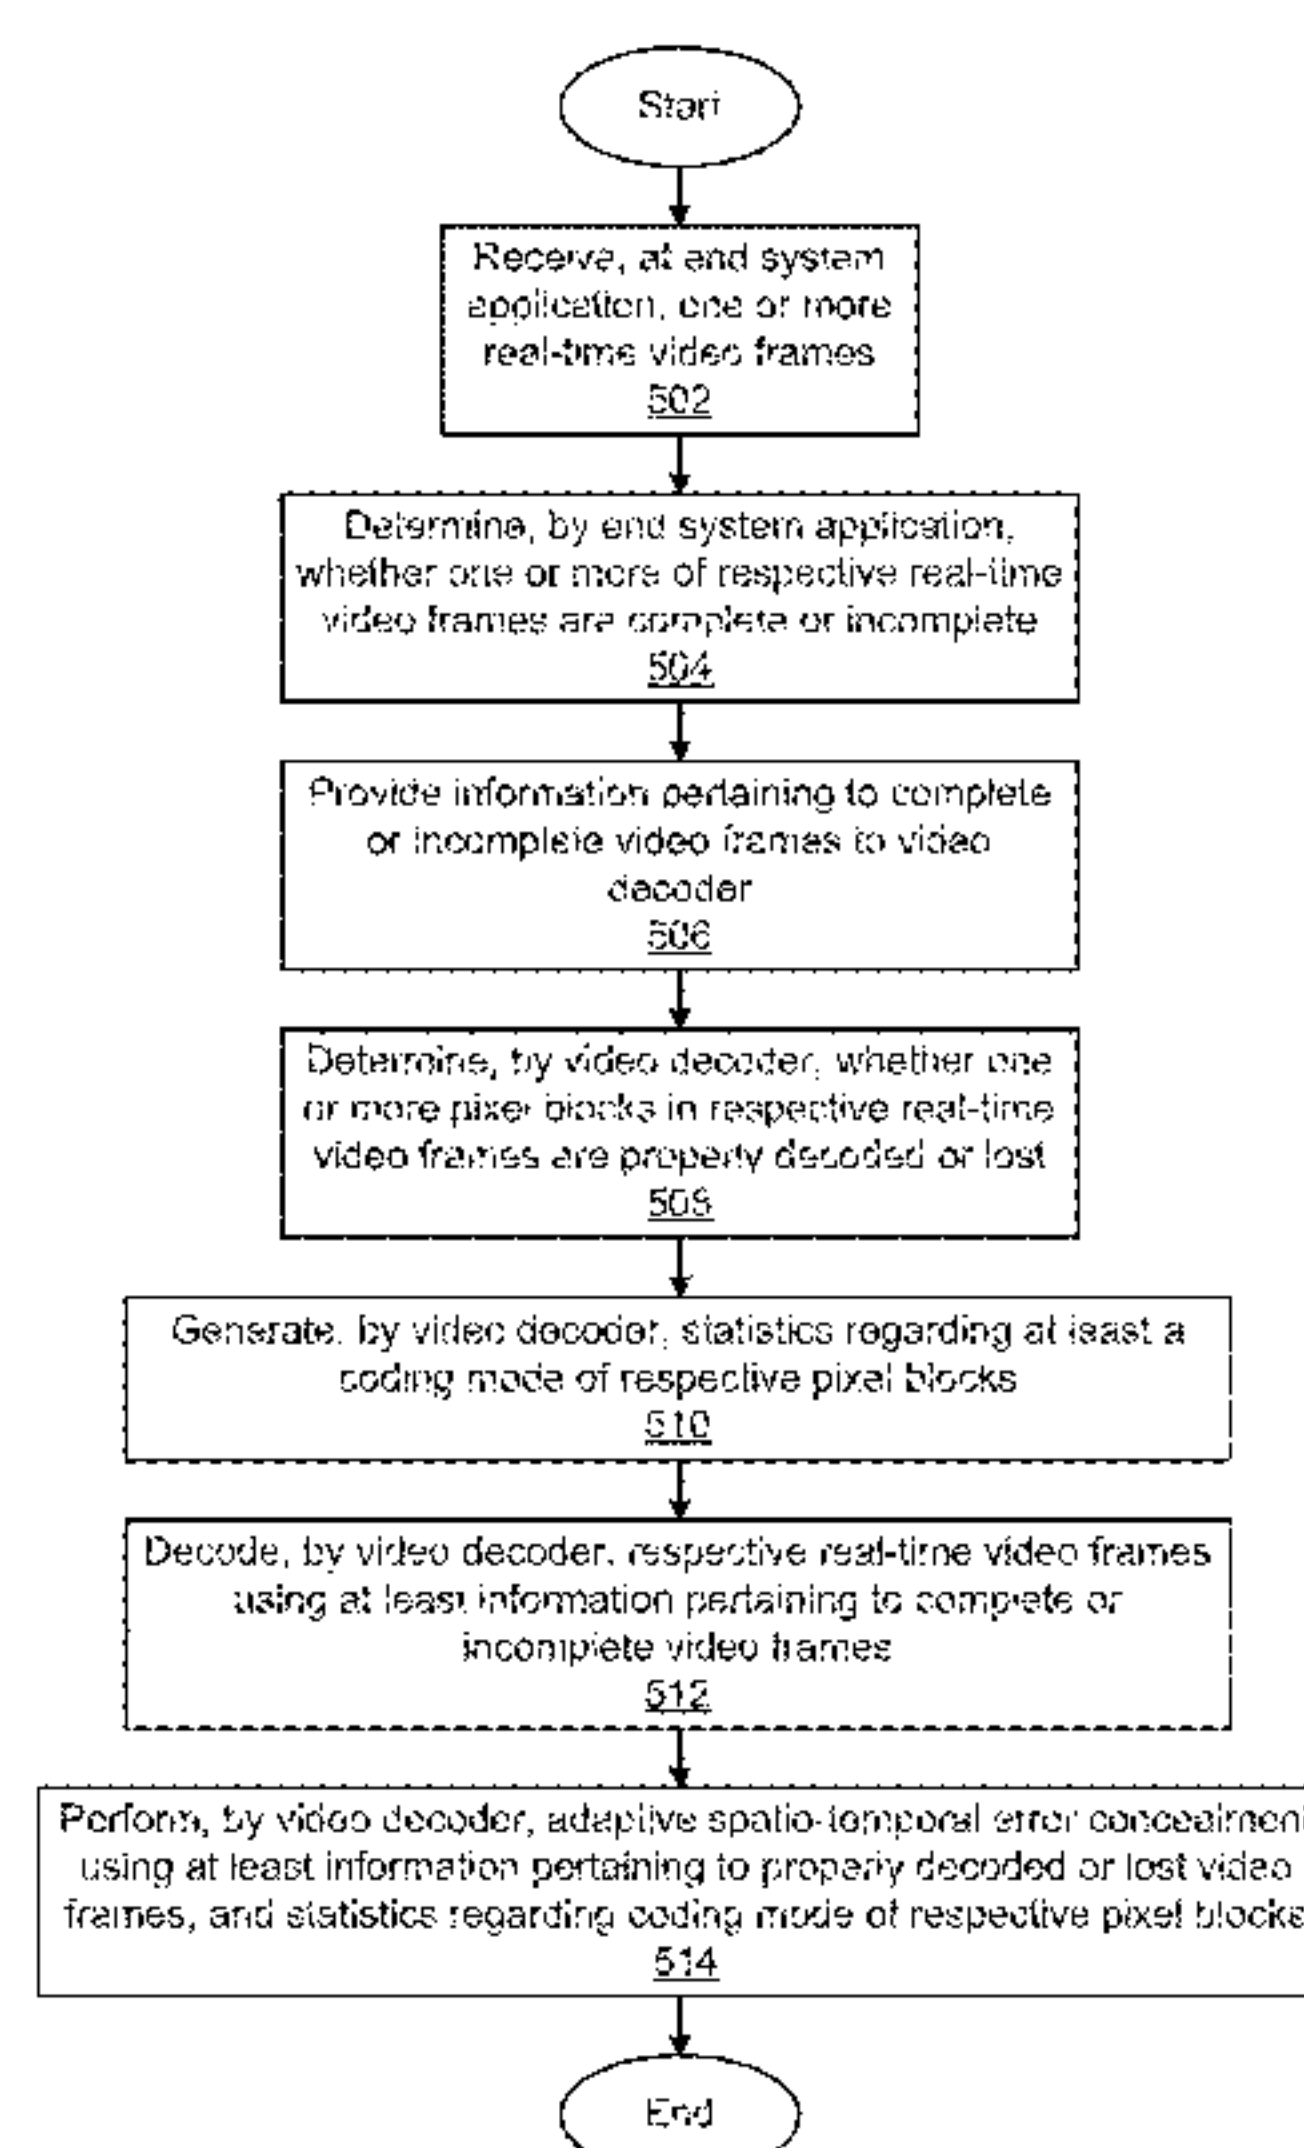 Start
Receive, at end system
application, one or more
real-time video frames
502
Determine, by end system application,
whether one or more of respective real-time
video frames are complete or incomplete
504
Provide information pertaining to complete
or incomplete video frames to video
decoder
506
Determine, by video decoder, whether one
or more pixel blocks in respective real-time
video frames are properly decoded or lost
508
Generate, by video decoder, statistics regarding at least a
coding mode of respective pixel blocks
510
Decode, by video decoder, respective real-time video frames
using at least information pertaining to complete or
incomplete video frames
512
Perform, by video decoder, adaptive spatio-temporal error concealment
using at least information pertaining to properly decoded or lost video
frames, and statistics regarding coding mode of respective pixel blocks
514
End